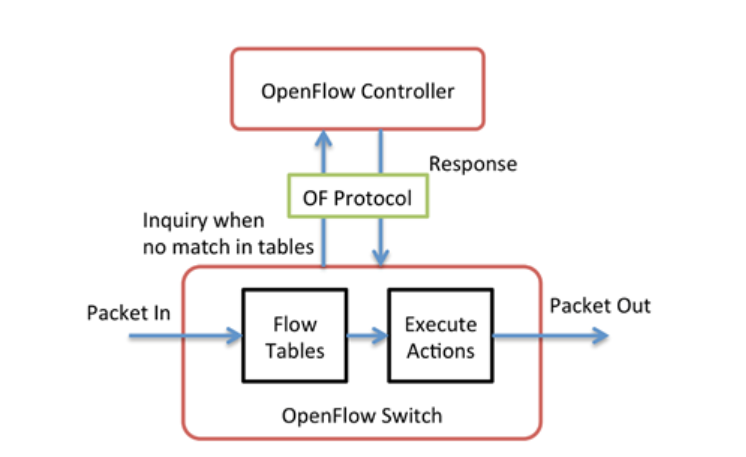 OpenFlow Controller
Response
OF Protocol
Inquiry when
no match in tables
Packet In
Flow
Tables
Execute
Actions
Packet Out
OpenFlow Switch